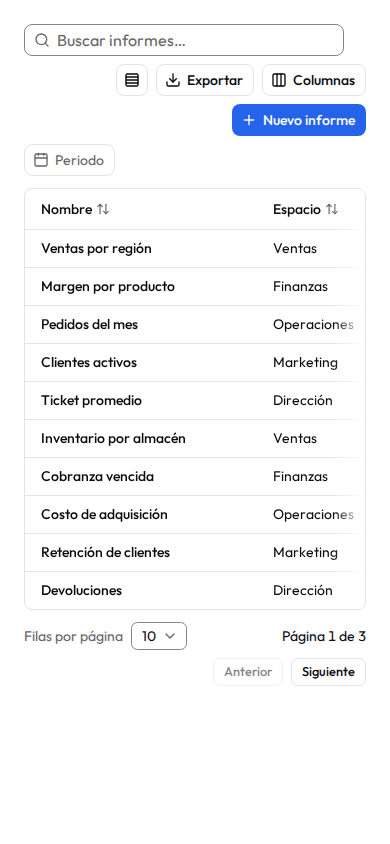 Buscar informes...
Exportar
Columnas
Nuevo informe
Periodo
Nombre Espacio
Ventas por región Ventas
Margen por producto Finanzas
Pedidos del mes Operaciones
Clientes activos Marketing
Ticket promedio Dirección
Inventario por almacén Ventas
Cobranza vencida Finanzas
Costo de adquisición Operaciones
Retención de clientes Marketing
Devoluciones Dirección
Filas por página 10 Página 1 de 3
Anterior Siguiente